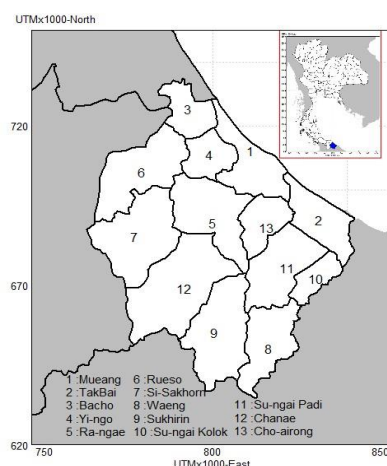 UTMx1000-North
720
670
620
3
1
4
6
2
5
13
7
11
10
12
9
8
1 :Mueang 6 :Rueso
2 :TakBai 7 :Si-Sakhorn
3 :Bacho 8 :Waeng 11 :Su-ngai Padi
4 :Yi-ngo 9 :Sukhirin 12 :Chanae
5 :Ra-ngae 10 :Su-ngai Kolok 13 :Cho-airong
750 800 850
UTMx1000-East